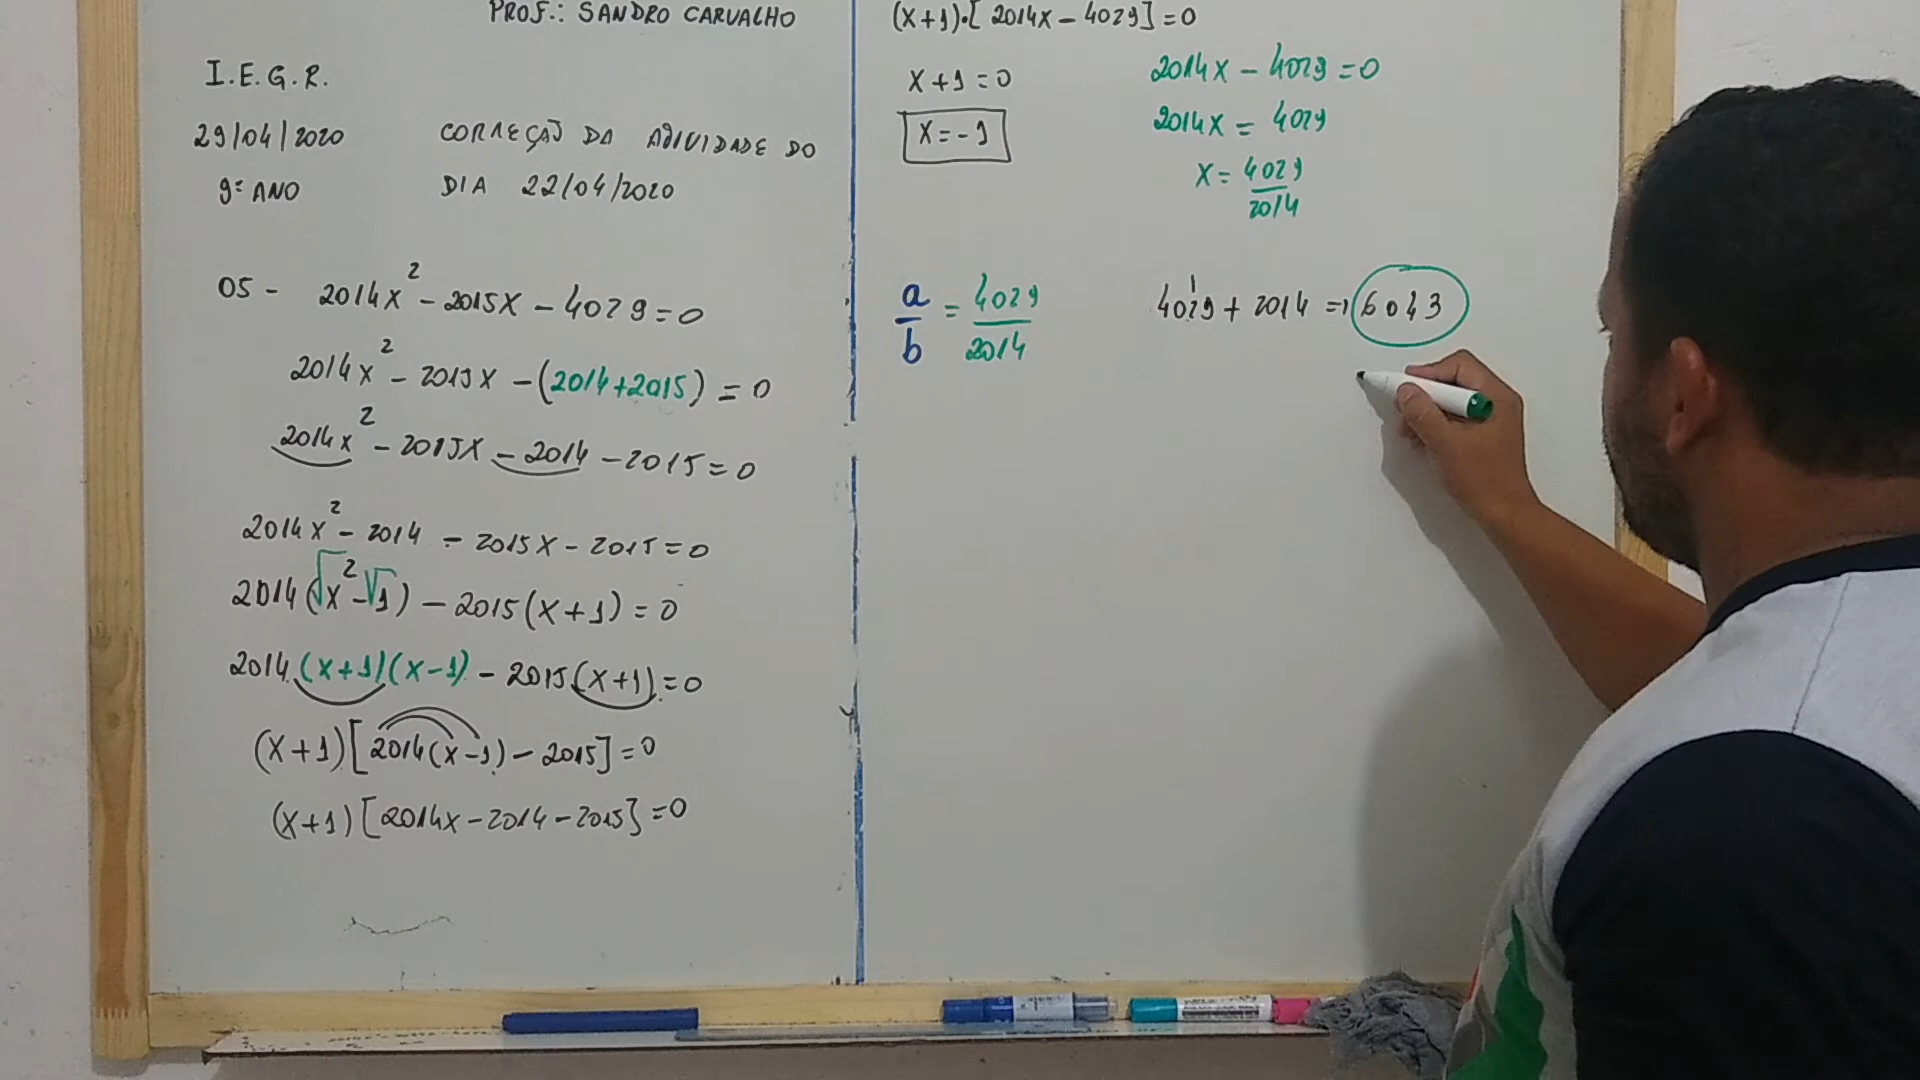 PROF.: SANDRO CARVALHO
I.E.G.R.
29/04/2020 CORREÇÃO DA ATIVIDADE DO
9º ANO DIA 22/04/2020
05 - 2014x² - 2015x - 4029 = 0
2014x² - 2015x - (2014+2015) = 0
2014x² - 2015x - 2014 - 2015 = 0
2014x² - 2014 - 2015x - 2015 = 0
2014(√x² - √1) - 2015(x+1) = 0
2014.(x+1)(x-1) - 2015(x+1) = 0
(x+1)[2014(x-1) - 2015] = 0
(x+1)[2014x - 2014 - 2015] = 0
(x+1)·[2014x - 4029] = 0
x+1 = 0
x = -1
2014x - 4029 = 0
2014x = 4029
x = 4029/2014
a/b = 4029/2014
4029 + 2014 => 6043